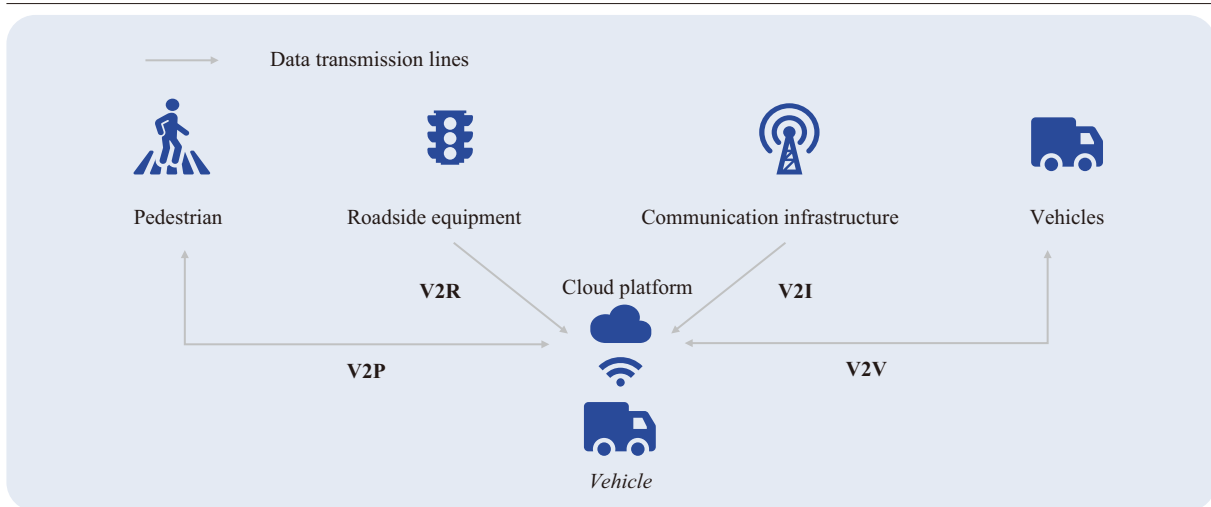 Data transmission lines
Pedestrian
Roadside equipment
Communication infrastructure
Vehicles
V2R
Cloud platform
V2I
V2P
V2V
Vehicle